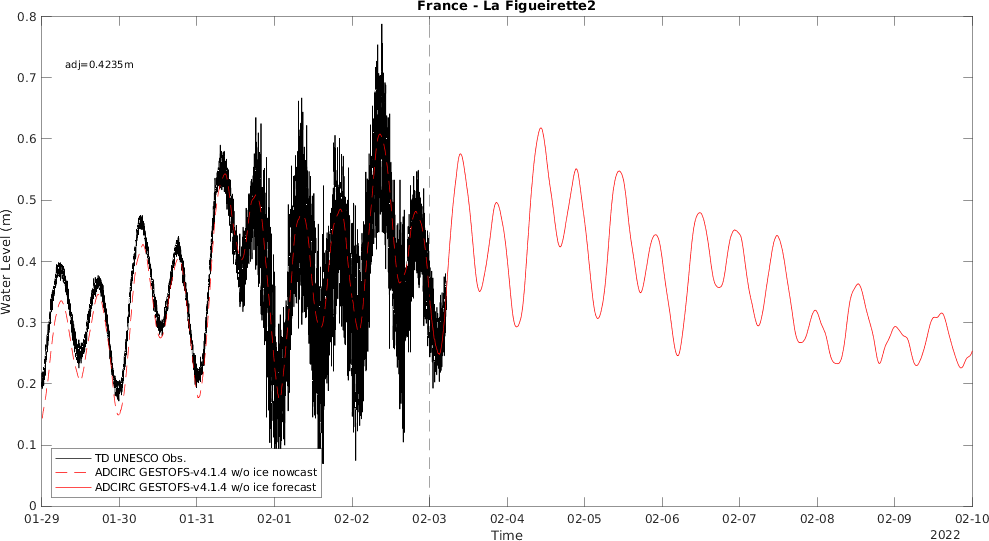 France - La Figueirette2
adj=0.4235m
Water Level (m)
0.8
0.7
0.6
0.5
0.4
0.3
0.2
0.1
0
TD UNESCO Obs.
ADCIRC GESTOFS-v4.1.4 w/o ice nowcast
ADCIRC GESTOFS-v4.1.4 w/o ice forecast
01-29 01-30 01-31 02-01 02-02 02-03 02-04 02-05 02-06 02-07 02-08 02-09 02-10
Time
2022